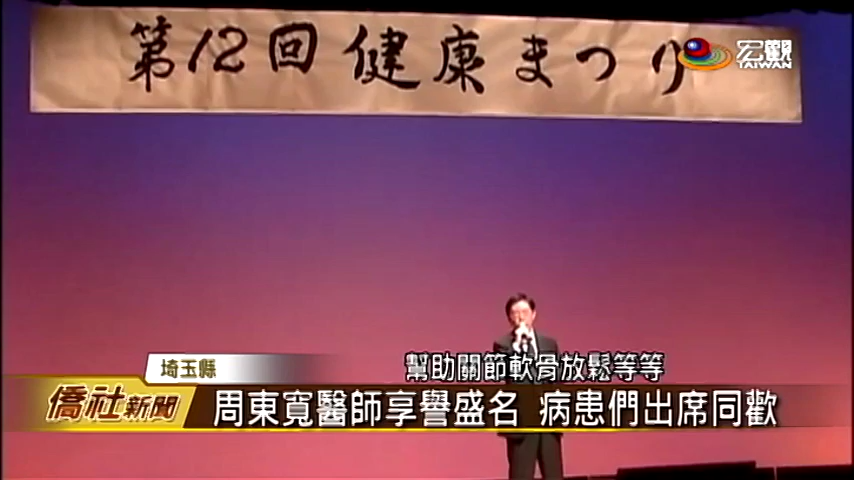 第12回健康まつり
宏觀
TAIWAN
埼玉縣
幫助關節軟骨放鬆等等
僑社新聞
周東寬醫師享譽盛名 病患們出席同歡